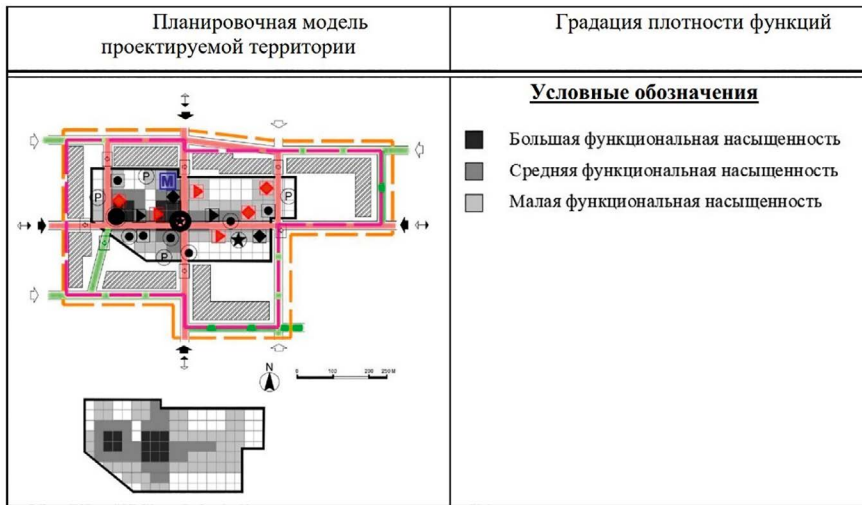 Планировочная модель
проектируемой территории
Градация плотности функций
Условные обозначения
Большая функциональная насыщенность
Средняя функциональная насыщенность
Малая функциональная насыщенность
P
M
P
P
P
N
0 100 200 250 М